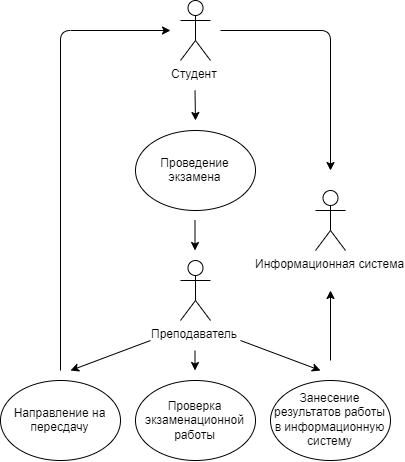 Студент
Проведение
экзамена
Информационная система
Преподаватель
Направление на
пересдачу
Проверка
экзаменационной
работы
Занесение
результатов работы
в информационную
систему